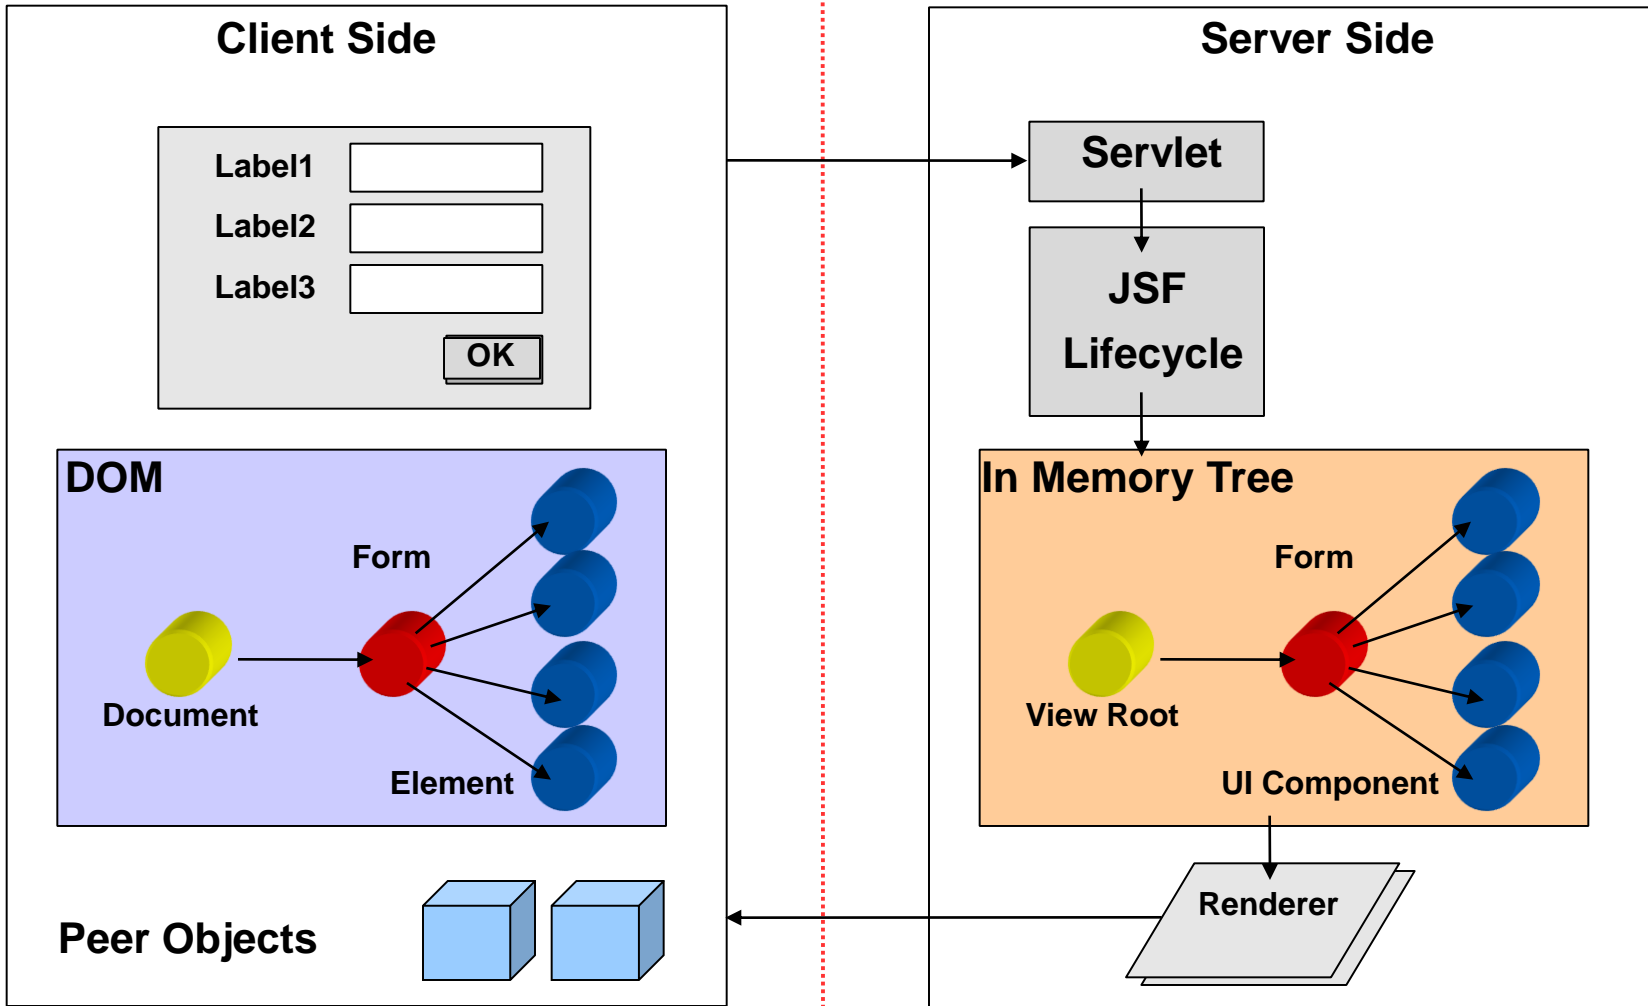 Client Side
Label1
Label2
Label3
OK
DOM
Form
Document
Element
Peer Objects
Server Side
Servlet
JSF
Lifecycle
In Memory Tree
Form
View Root
UI Component
Renderer